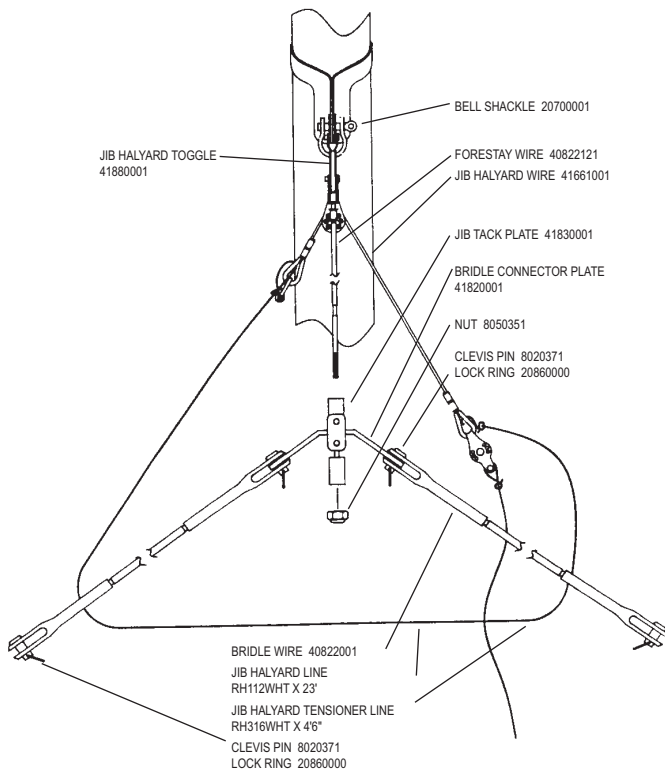 BELL SHACKLE 20700001
JIB HALYARD TOGGLE
41880001
FORESTAY WIRE 40822121
JIB HALYARD WIRE 41661001
JIB TACK PLATE 41830001
BRIDLE CONNECTOR PLATE
41820001
NUT 8050351
CLEVIS PIN 8020371
LOCK RING 20860000
BRIDLE WIRE 40822001
JIB HALYARD LINE
RH112WHT X 23'
JIB HALYARD TENSIONER LINE
RH316WHT X 4'6"
CLEVIS PIN 8020371
LOCK RING 20860000